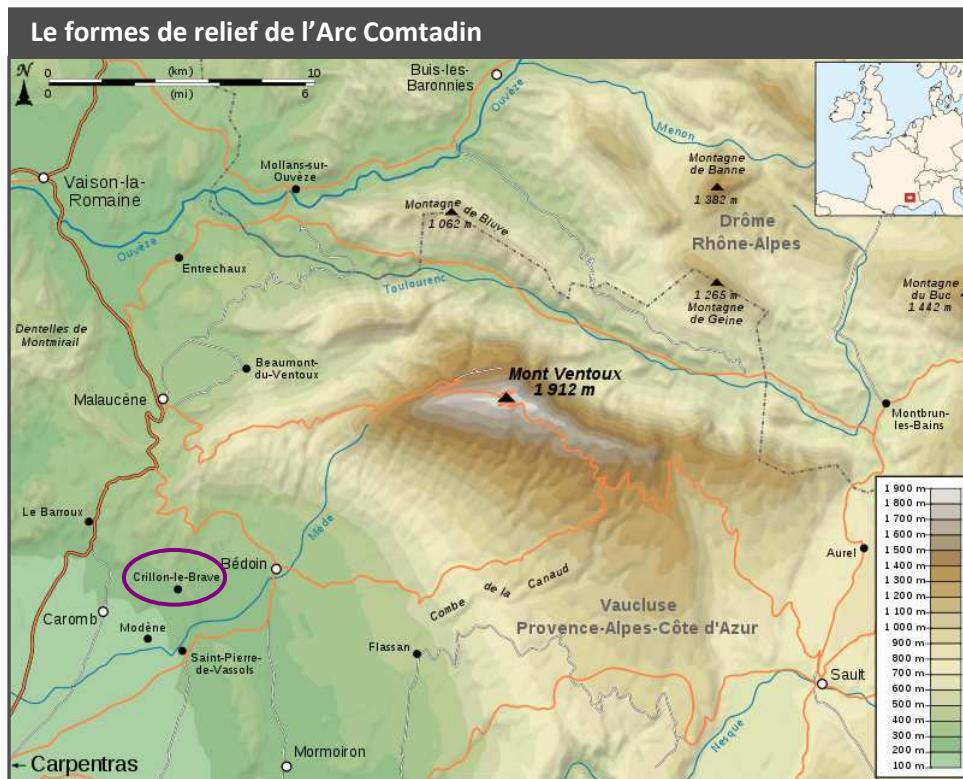 Le formes de relief de l'Arc Comtadin
N
(km)
10
(mi)
6
Buis-les-
Baronnies
Ouvèze
Menon
Mollans-sur-
Ouvèze
Vaison-la-
Romaine
Montagne
de Banne
1 382 m
Montagne de Bluye
1 062 m
Drôme
Rhône-Alpes
Ouvèze
Entrechaux
Toulourenc
1 265 m
Montagne
de Geine
Montagne
du Buc
1 442 m
Dentelles de
Montmirail
Beaumont-
du-Ventoux
Mont Ventoux
1 912 m
Malaucène
Montbrun-
les-Bains
Le Barroux
Mède
Bédoin
Crillon-le-Brave
Aurel
Combe de la Canaud
Caromb
Vaucluse
Provence-Alpes-Côte d'Azur
Modène
Saint-Pierre-
de-Vassols
Flassan
Sault
Nesque
Mormoiron
← Carpentras
1 900 m
1 800 m
1 700 m
1 600 m
1 500 m
1 400 m
1 300 m
1 200 m
1 100 m
1 000 m
900 m
800 m
700 m
600 m
500 m
400 m
300 m
200 m
100 m